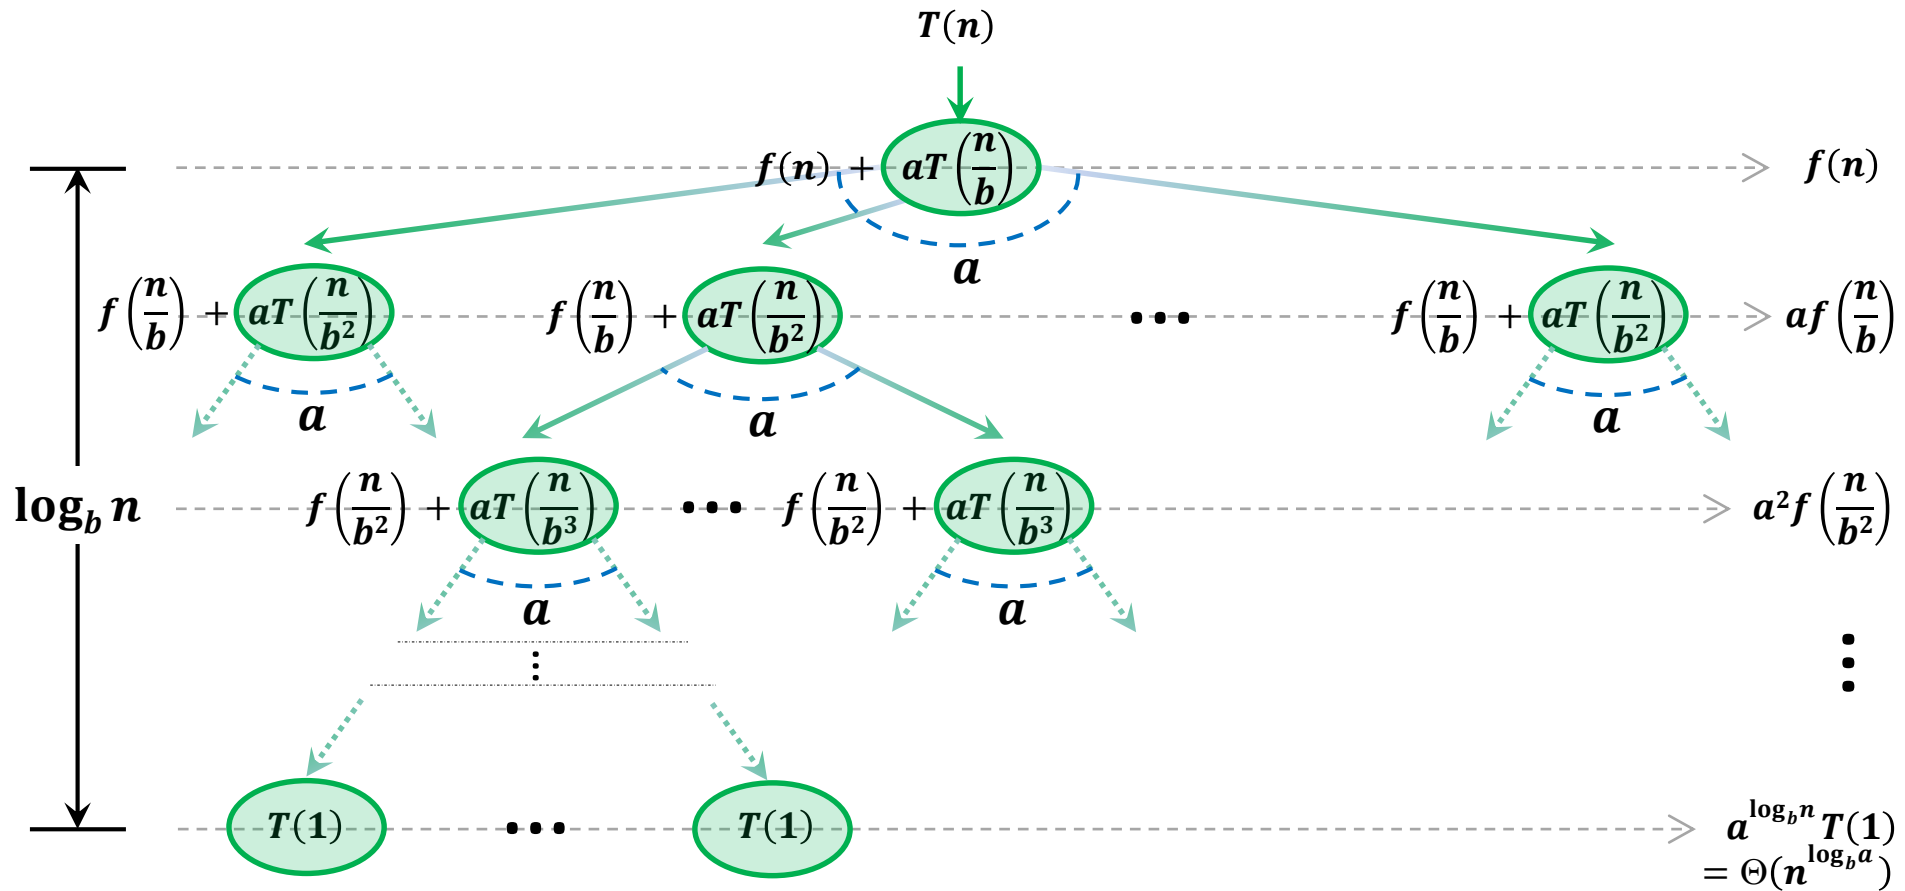 T(n)
f(n) + aT(n/b) f(n)
a
f(n/b) + aT(n/b²) f(n/b) + aT(n/b²) ••• f(n/b) + aT(n/b²) af(n/b)
a a a
log_b n f(n/b²) + aT(n/b³) ••• f(n/b²) + aT(n/b³) a²f(n/b²)
a a
⋮ ⋮
T(1) ••• T(1) a^(log_b n) T(1)
= Θ(n^(log_b a))